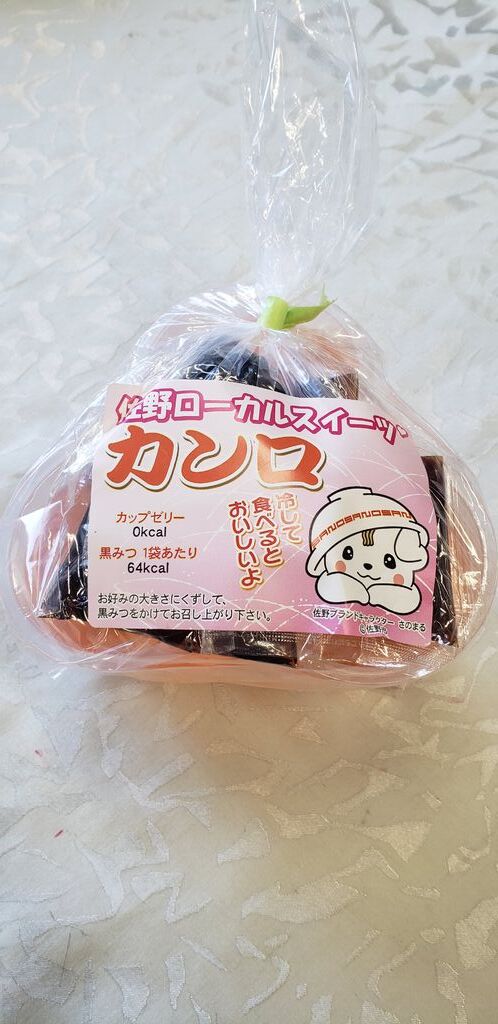 佐野ローカルスイーツ
カンロ
カップゼリー
0kcal
黒みつ 1袋あたり
64kcal
冷して
食べると
おいしいよ
お好みの大きさにくずして、
黒みつをかけてお召し上がり下さい。
SANOSANOSAN
佐野ブランドキャラクター さのまる
©佐野市